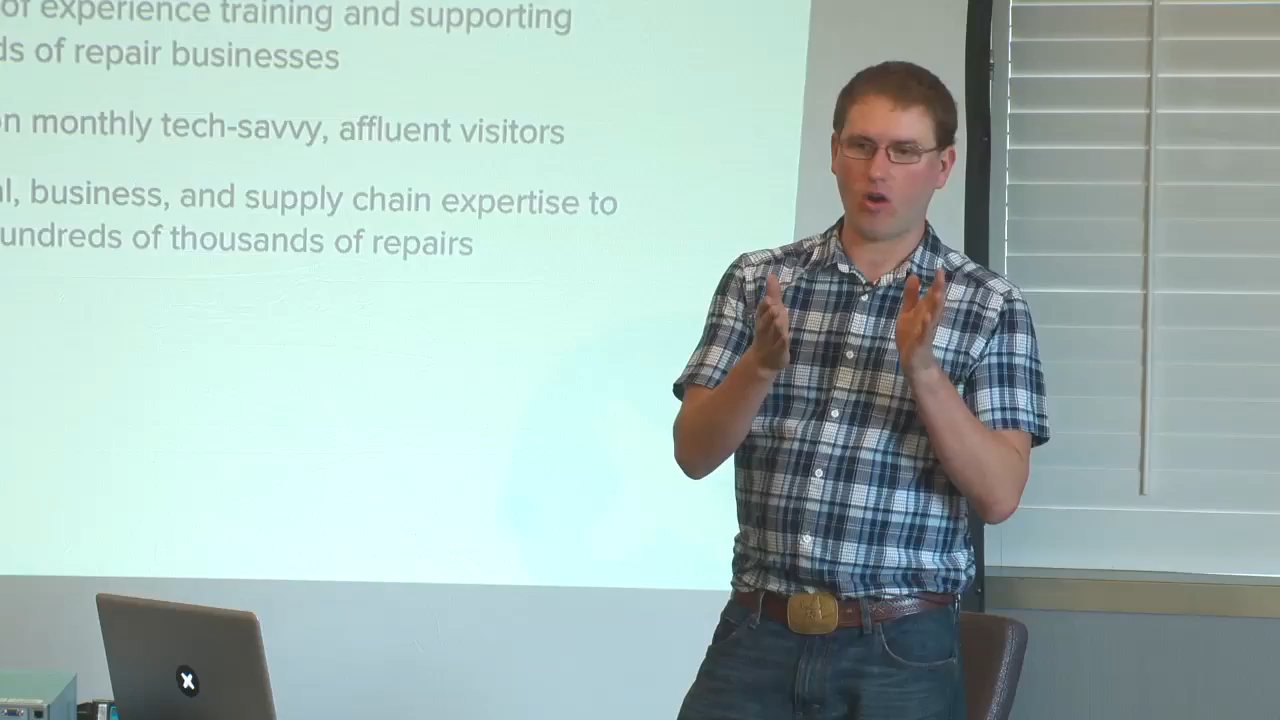 of experience training and supporting
ds of repair businesses
on monthly tech-savvy, affluent visitors
l, business, and supply chain expertise to
undreds of thousands of repairs